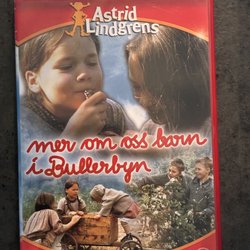 Astrid
Lindgrens
mer om oss barn
i Bullerbyn